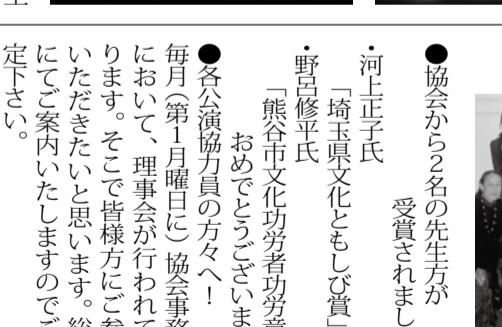 ●協会から2名の先生方が
受賞されまし
・河上正子氏
「埼玉県文化ともしび賞」
・野呂修平氏
「熊谷市文化功労者功労章
おめでとうございま
●各公演協力員の方々へ！
毎月（第1月曜日に）協会事務
において、理事会が行われて
ります。そこで皆様方にご参
いただきたいと思います。総
にてご案内いたしますのでご
定下さい。